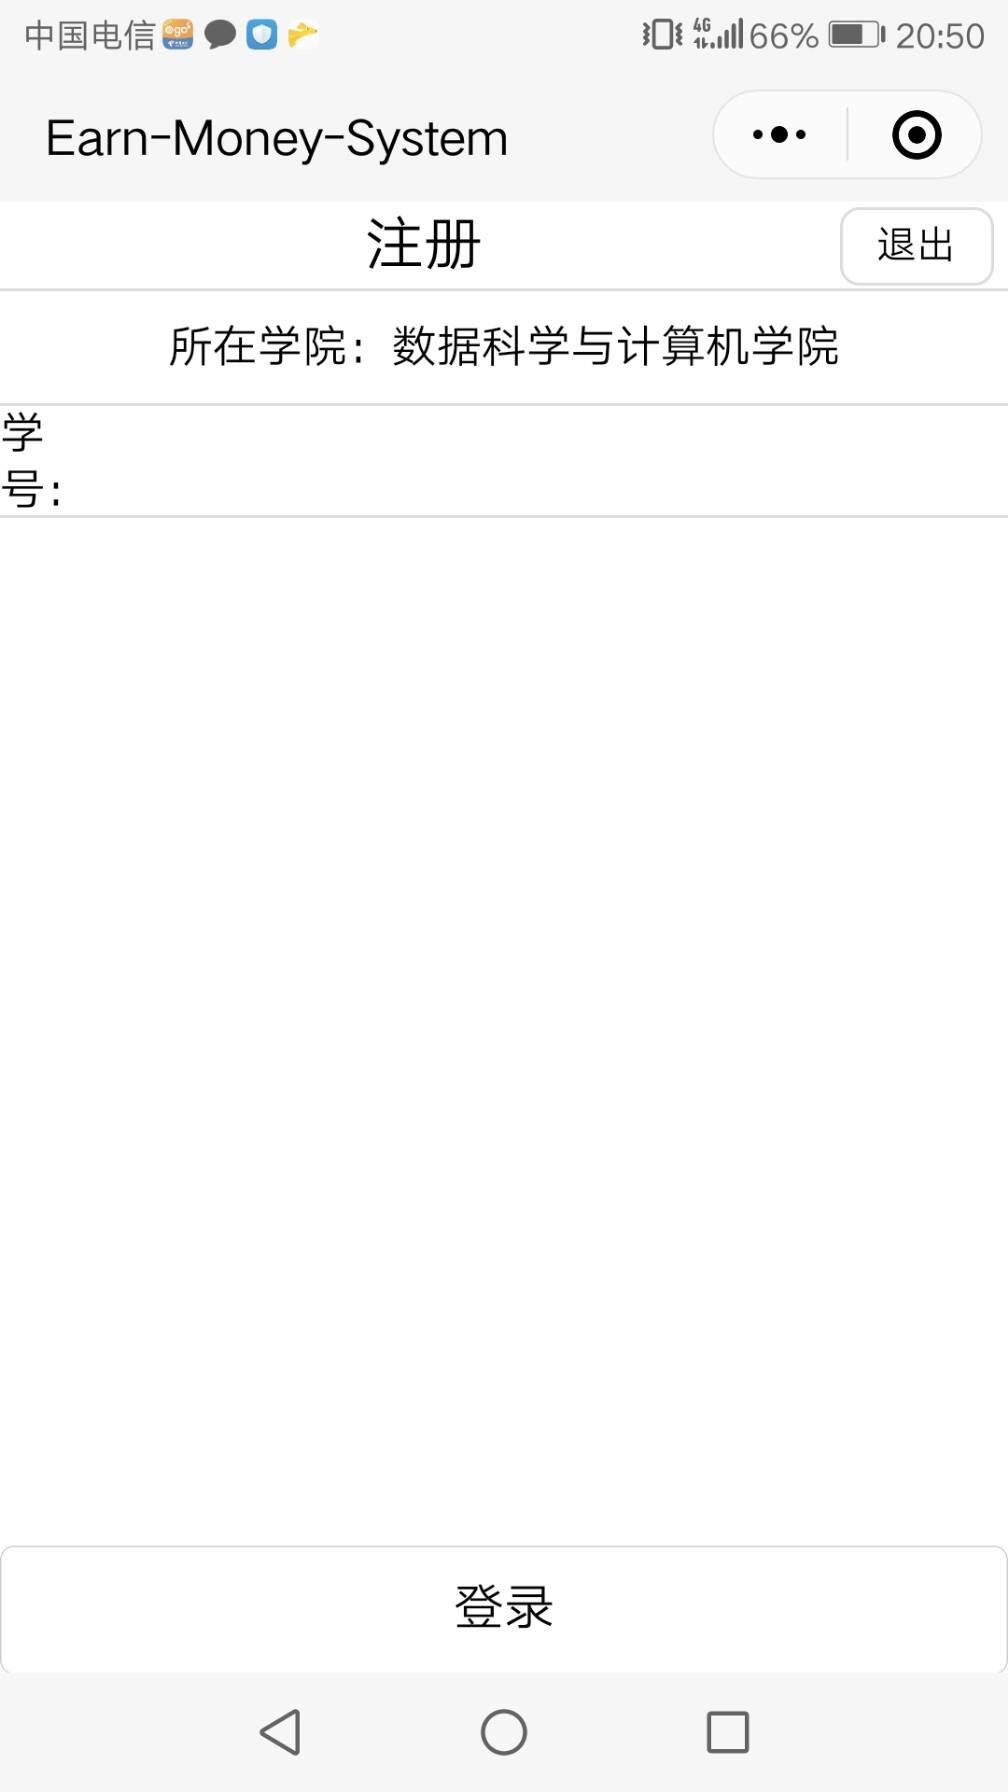 中国电信 4G 66% 20:50
Earn-Money-System
注册 退出
所在学院：数据科学与计算机学院
学
号：
登录